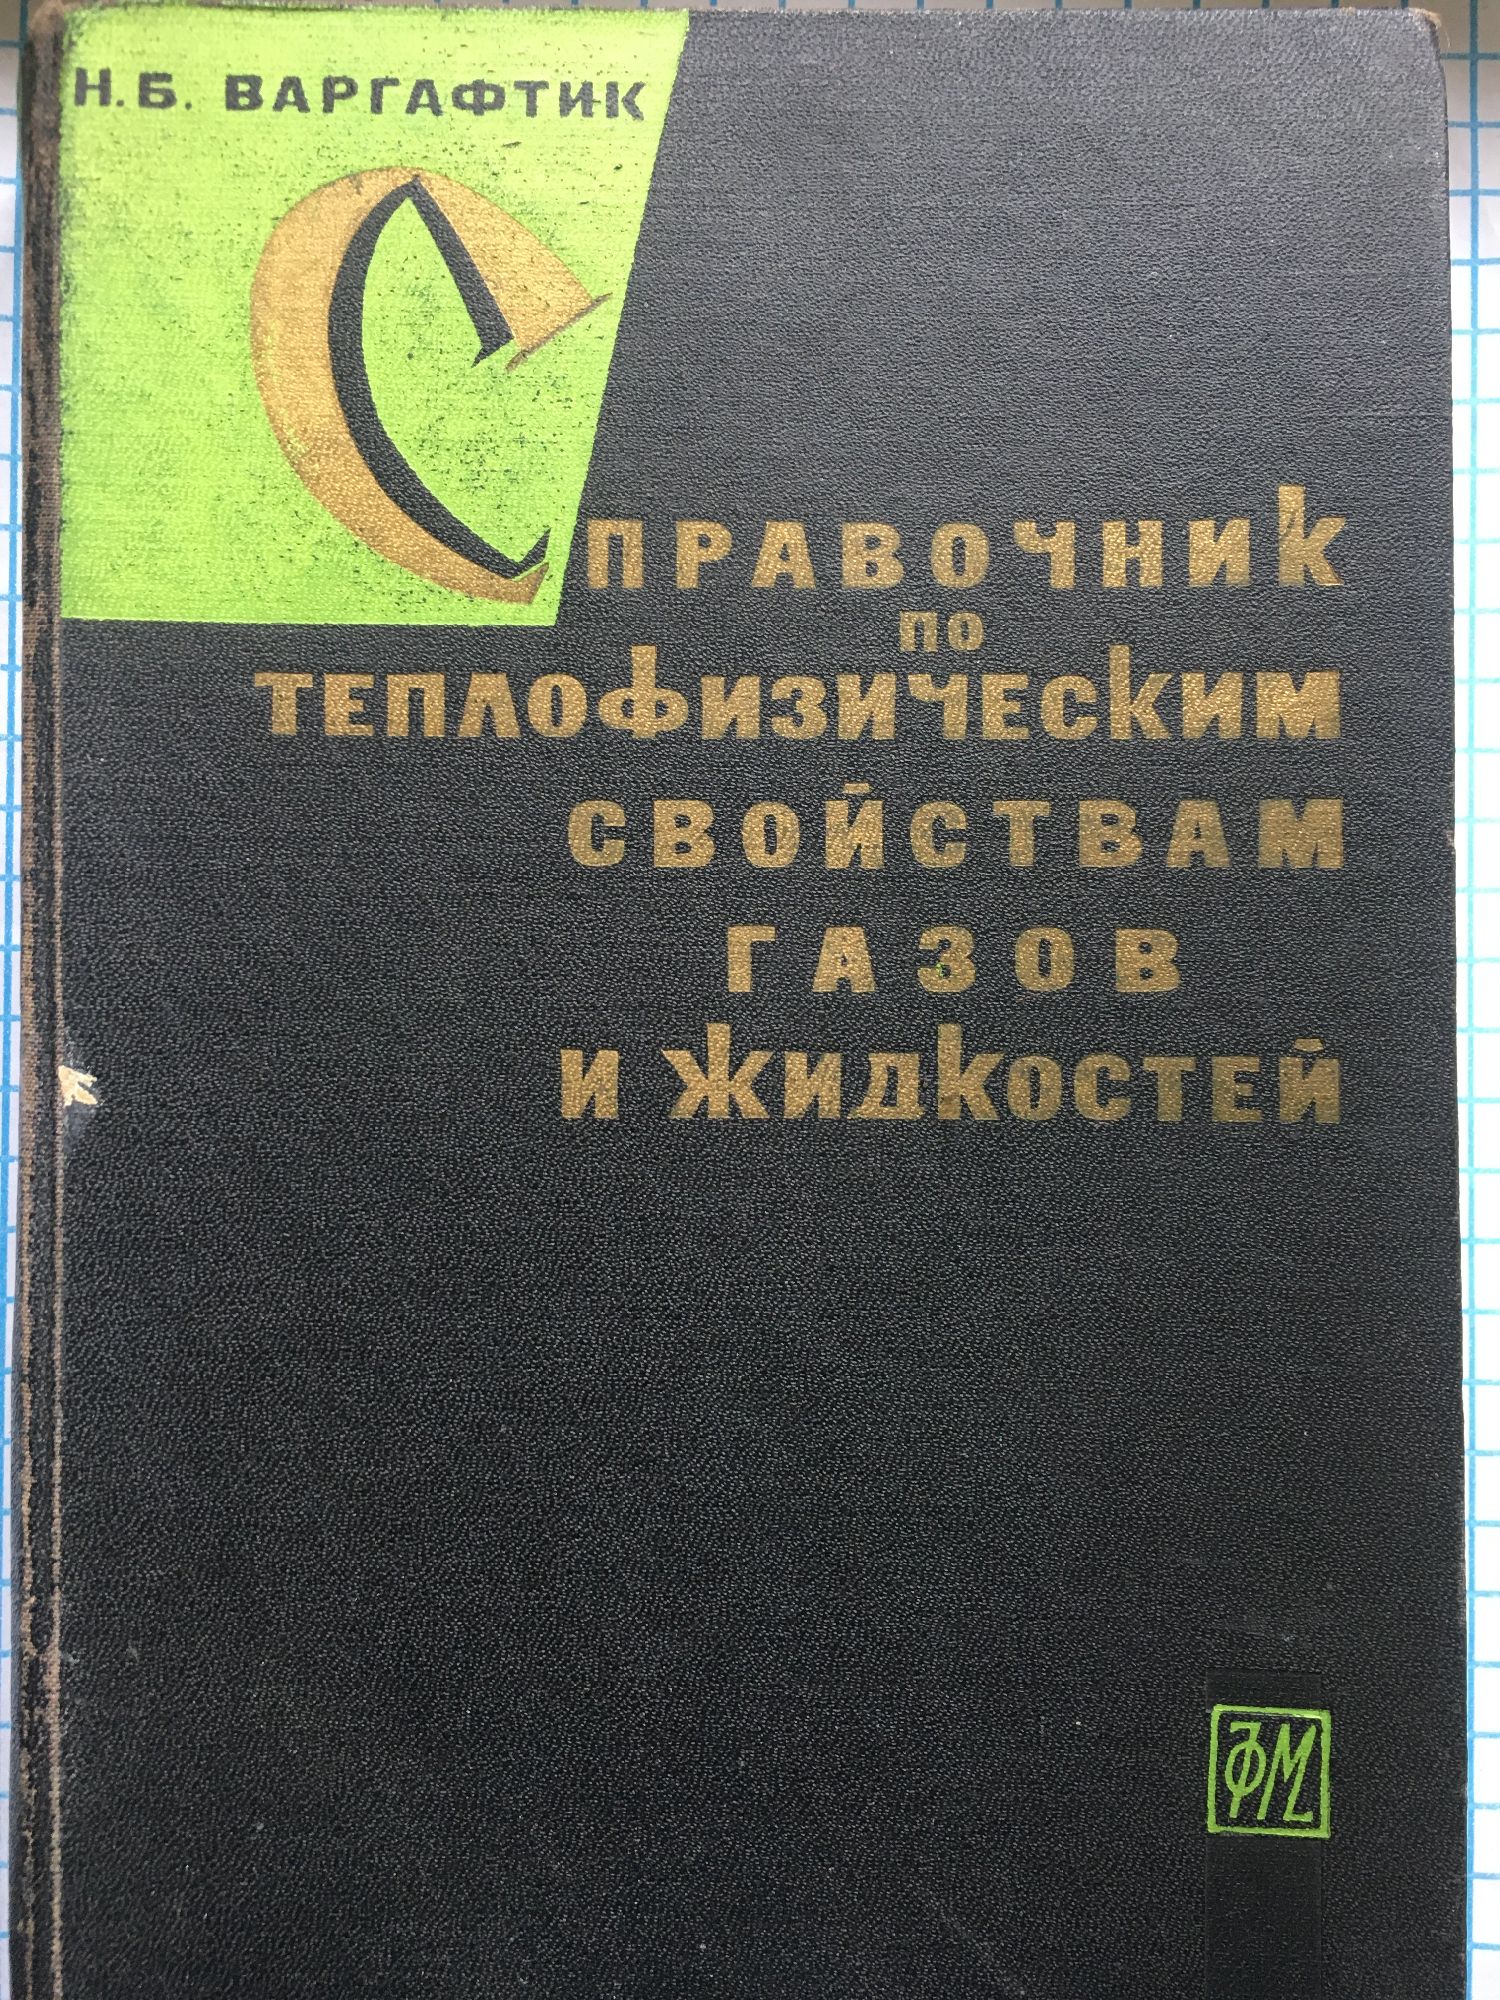 Н. Б. ВАРГАФТИК
СПРАВОЧНИК
ПО
ТЕПЛОФИЗИЧЕСКИМ
СВОЙСТВАМ
ГАЗОВ
И ЖИДКОСТЕЙ
ФМ